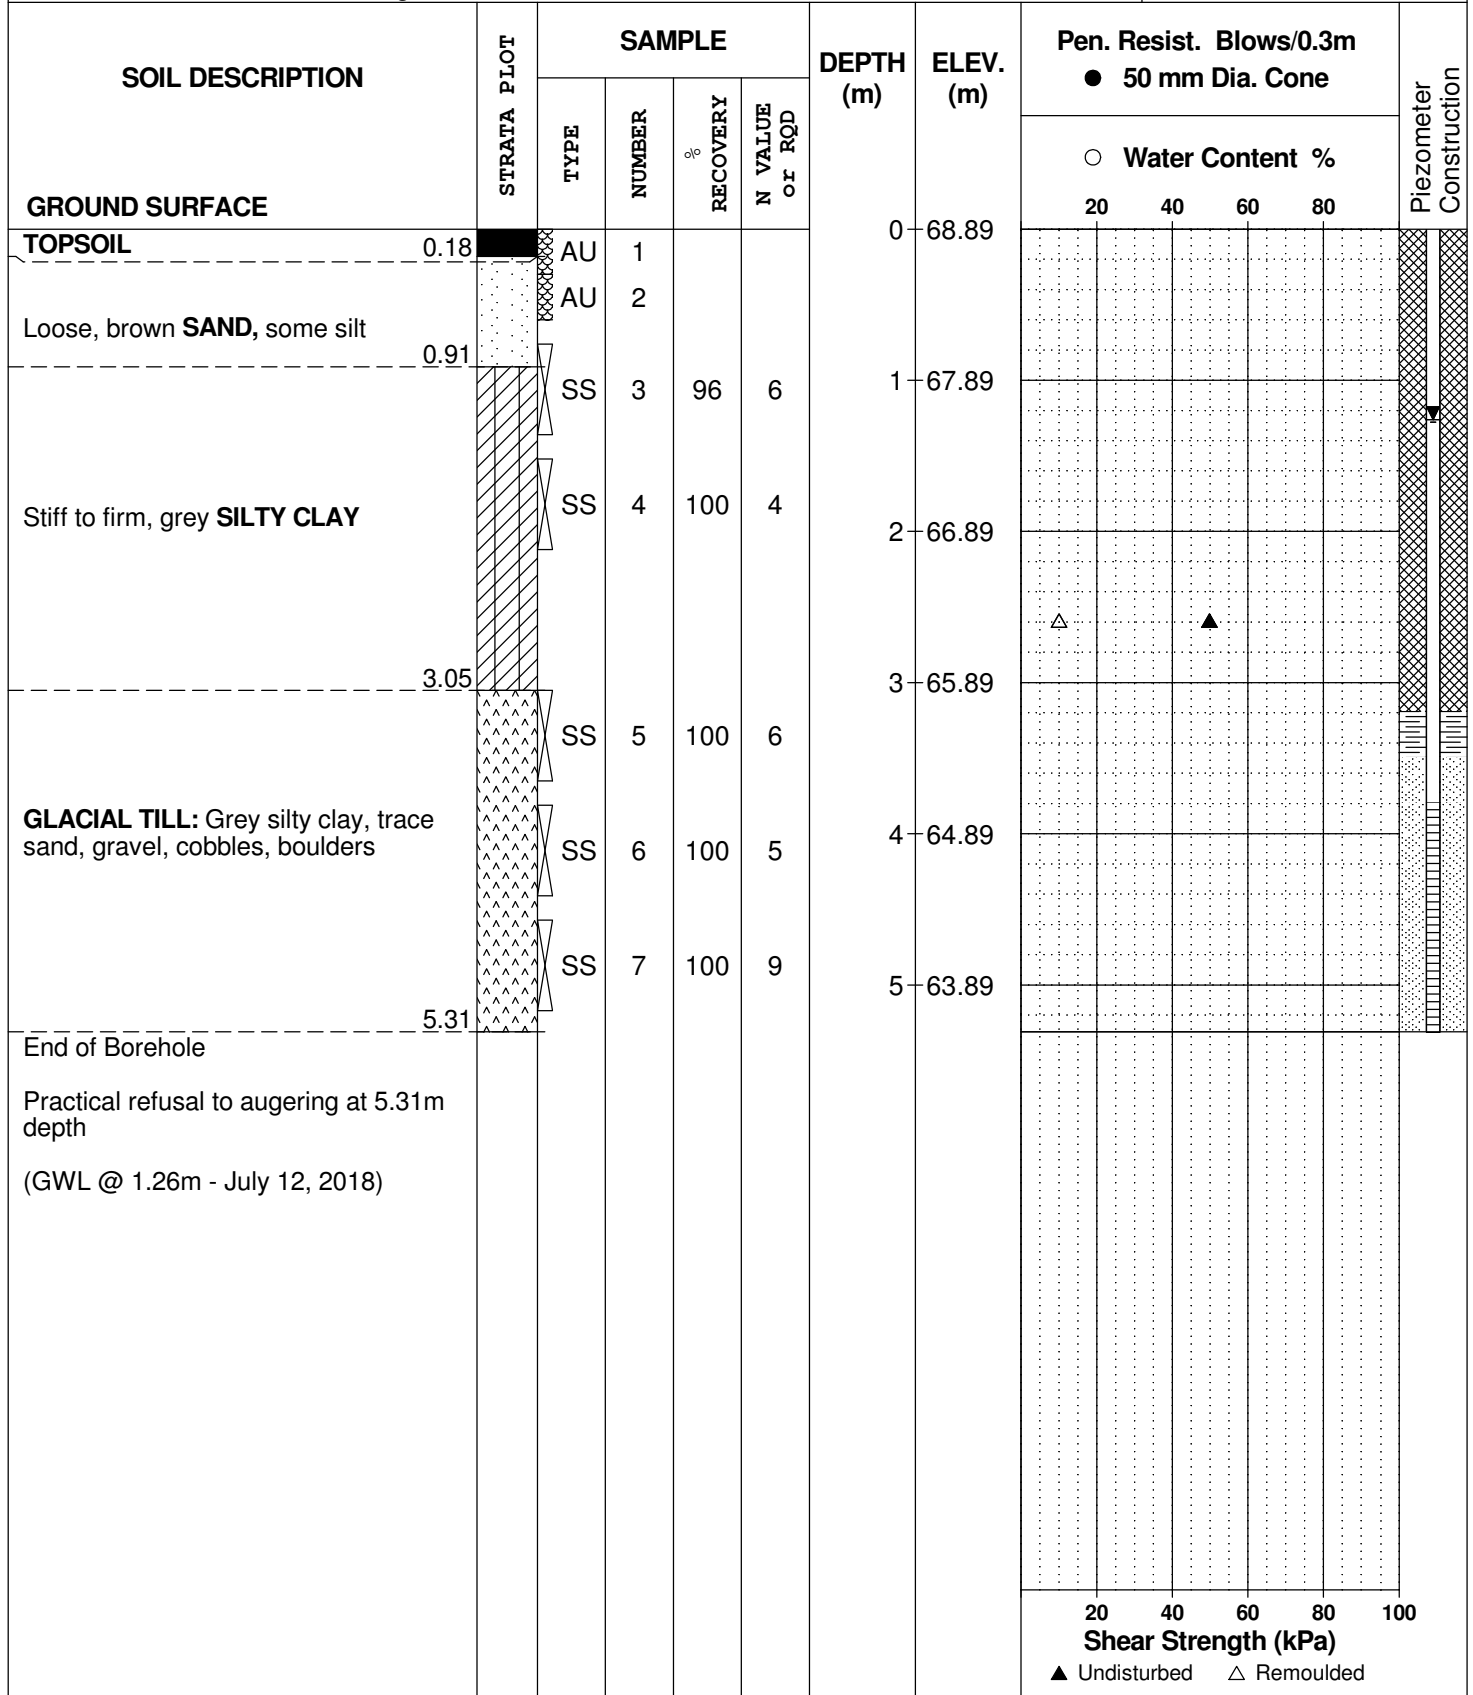 SOIL DESCRIPTION
GROUND SURFACE
STRATA PLOT
SAMPLE
TYPE
NUMBER
%
RECOVERY
N VALUE
or RQD
DEPTH
(m)
ELEV.
(m)
Pen. Resist. Blows/0.3m
● 50 mm Dia. Cone
○ Water Content %
20 40 60 80
Piezometer
Construction
0 68.89
TOPSOIL 0.18
AU 1
AU 2
Loose, brown SAND, some silt
0.91
SS 3 96 6
1 67.89
SS 4 100 4
Stiff to firm, grey SILTY CLAY
2 66.89
3.05
3 65.89
SS 5 100 6
GLACIAL TILL: Grey silty clay, trace
sand, gravel, cobbles, boulders
4 64.89
SS 6 100 5
SS 7 100 9
5 63.89
5.31
End of Borehole
Practical refusal to augering at 5.31m
depth
(GWL @ 1.26m - July 12, 2018)
20 40 60 80 100
Shear Strength (kPa)
▲ Undisturbed △ Remoulded